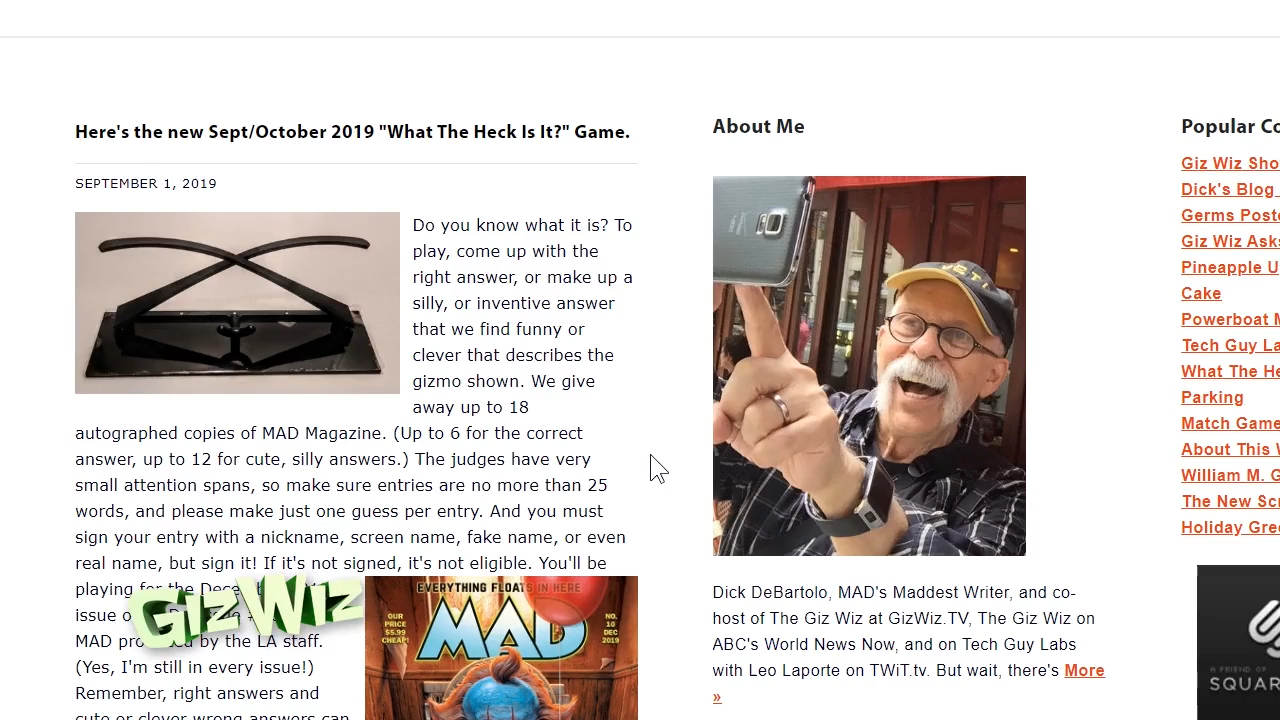 Here's the new Sept/October 2019 "What The Heck Is It?" Game.
SEPTEMBER 1, 2019
Do you know what it is? To
play, come up with the
right answer, or make up a
silly, or inventive answer
that we find funny or
clever that describes the
gizmo shown. We give
away up to 18
autographed copies of MAD Magazine. (Up to 6 for the correct
answer, up to 12 for cute, silly answers.) The judges have very
small attention spans, so make sure entries are no more than 25
words, and please make just one guess per entry. And you must
sign your entry with a nickname, screen name, fake name, or even
real name, but sign it! If it's not signed, it's not eligible. You'll be
playing for the
issue
MAD by the LA staff.
(Yes, I'm still in every issue!)
Remember, right answers and
cute or clever wrong answers can
GizWiz
EVERYTHING FLOATS IN HERE
OUR
PRICE
$5.99
CHEAP!
MAD
NO.
10
DEC
2019
About Me
Dick DeBartolo, MAD's Maddest Writer, and co-
host of The Giz Wiz at GizWiz.TV, The Giz Wiz on
ABC's World News Now, and on Tech Guy Labs
with Leo Laporte on TWiT.tv. But wait, there's More
»
Popular Co
Giz Wiz Sho
Dick's Blog
Germs Poste
Giz Wiz Asks
Pineapple U
Cake
Powerboat M
Tech Guy La
What The He
Parking
Match Game
About This W
William M. G
The New Scr
Holiday Gree
A FRIEND OF
SQUAR